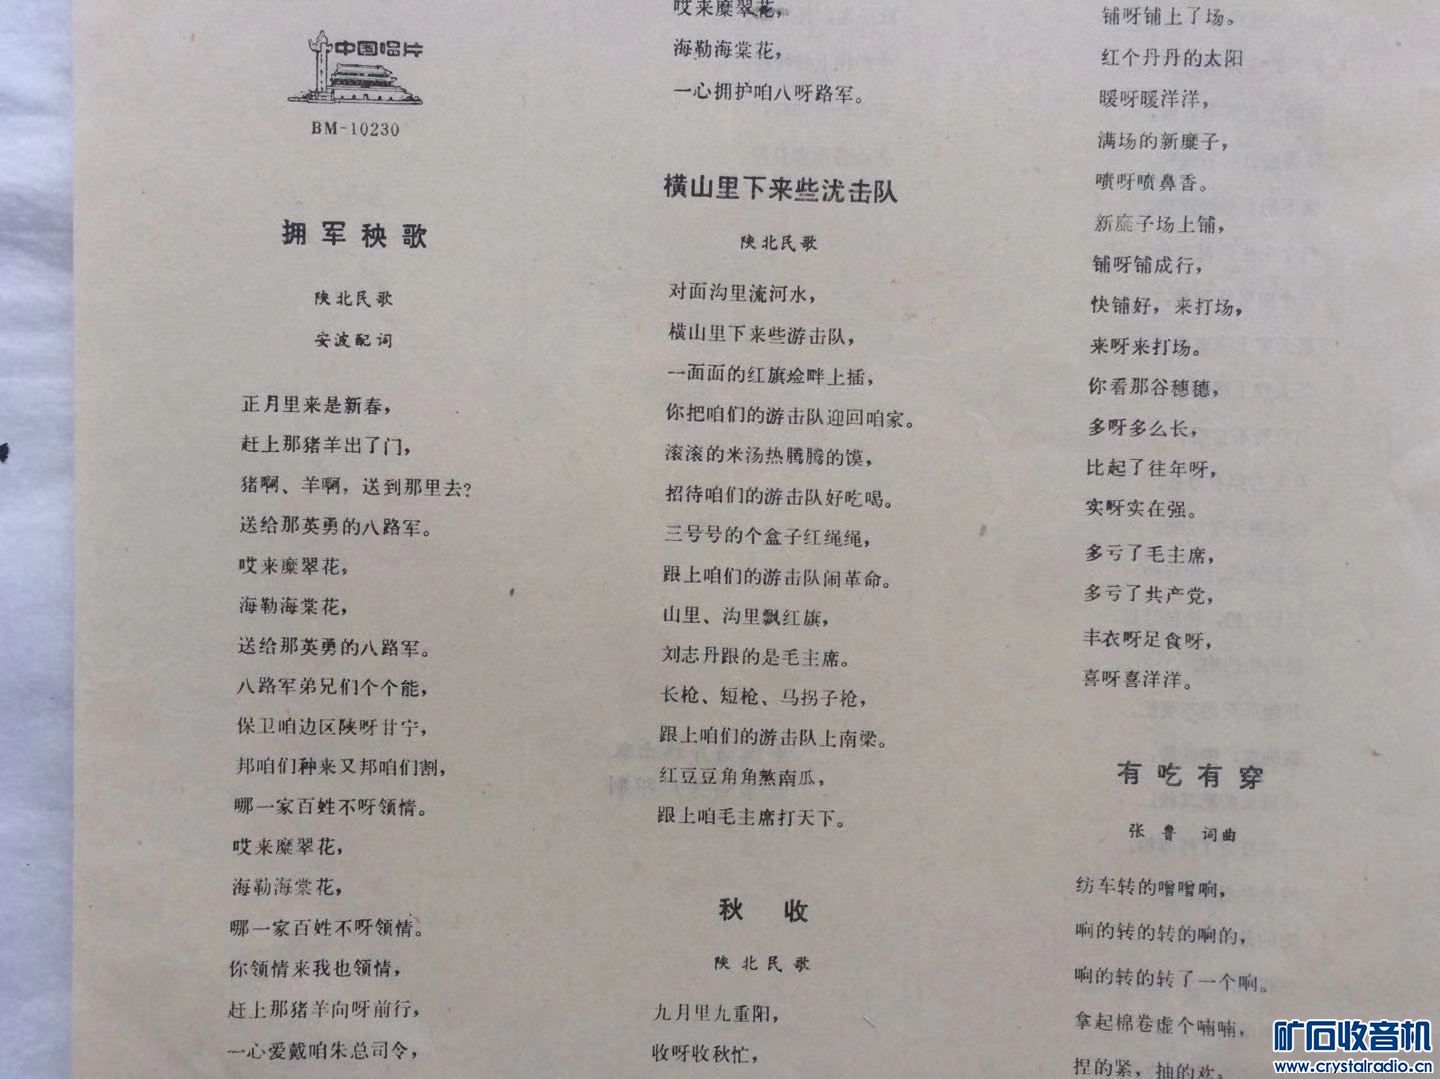 中国唱片
BM-10230
拥军秧歌
陕北民歌
安波配词
正月里来是新春，
赶上那猪羊出了门，
猪啊、羊啊，送到那里去？
送给那英勇的八路军。
哎来糜翠花，
海勒海棠花，
送给那英勇的八路军。
八路军弟兄们个个能，
保卫咱边区陕呀甘宁，
邦咱们种来又邦咱们割，
哪一家百姓不呀领情。
哎来糜翠花，
海勒海棠花，
哪一家百姓不呀领情。
你领情来我也领情，
赶上那猪羊向呀前行，
一心爱戴咱朱总司令，
哎来糜翠花，
海勒海棠花，
一心拥护咱八呀路军。
横山里下来些游击队
陕北民歌
对面沟里流河水，
横山里下来些游击队，
一面面的红旗硷畔上插，
你把咱们的游击队迎回咱家。
滚滚的米汤热腾腾的馍，
招待咱们的游击队好吃喝。
三号号的个盒子红绳绳，
跟上咱们的游击队闹革命。
山里、沟里飘红旗，
刘志丹跟的是毛主席。
长枪、短枪、马拐子枪，
跟上咱们的游击队上南梁。
红豆豆角角熬南瓜，
跟上咱毛主席打天下。
秋收
陕北民歌
九月里九重阳，
收呀收秋忙，
铺呀铺上了场。
红个丹丹的太阳
暖呀暖洋洋，
满场的新糜子，
喷呀喷鼻香。
新糜子场上铺，
铺呀铺成行，
快铺好，来打场，
来呀来打场。
你看那谷穗穗，
多呀多么长，
比起了往年呀，
实呀实在强。
多亏了毛主席，
多亏了共产党，
丰衣呀足食呀，
喜呀喜洋洋。
有吃有穿
张鲁 词曲
纺车转的噌噌响，
响的转的转的响的，
响的转的转了一个响。
拿起棉卷虚个喃喃，
捏的紧，抽的欢，
矿石收音机
www.crystalradio.cn